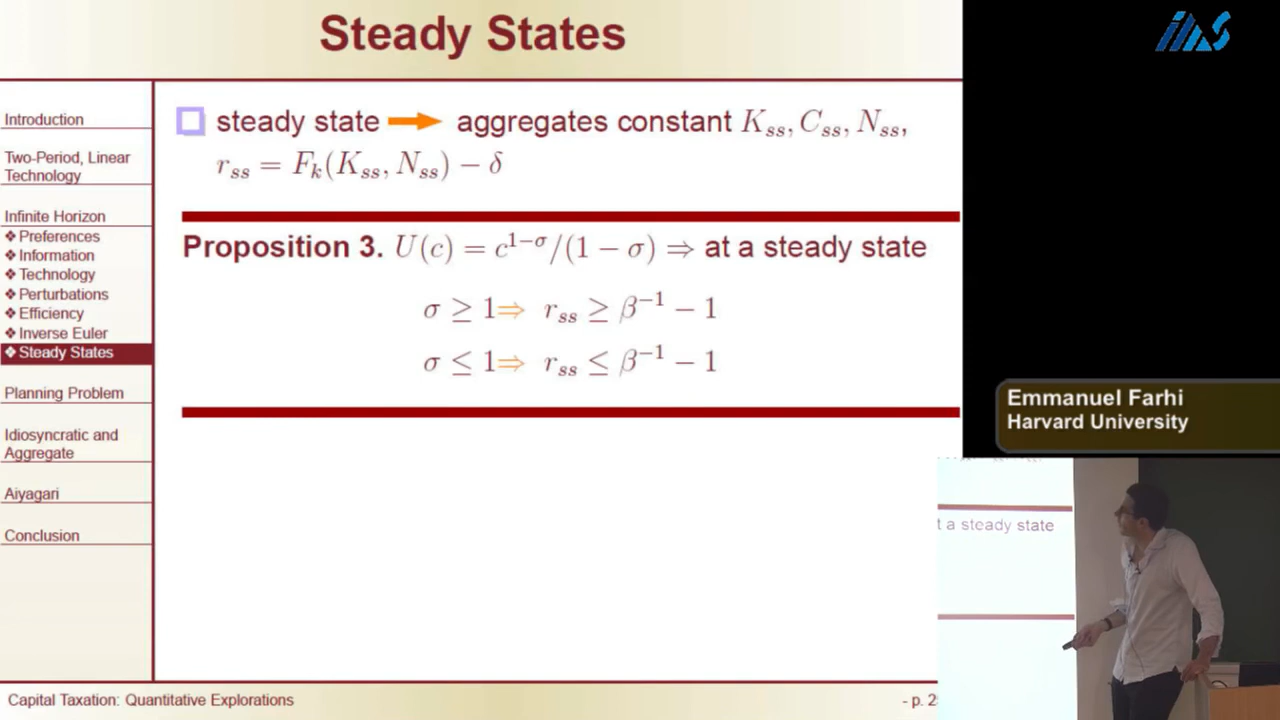 Steady States
IAS
Introduction
Two-Period, Linear
Technology
Infinite Horizon
❖ Preferences
❖ Information
❖ Technology
❖ Perturbations
❖ Efficiency
❖ Inverse Euler
❖ Steady States
Planning Problem
Idiosyncratic and
Aggregate
Aiyagari
Conclusion
steady state → aggregates constant K_ss, C_ss, N_ss,
r_ss = F_k(K_ss, N_ss) − δ
Proposition 3. U(c) = c^{1−σ}/(1 − σ) ⇒ at a steady state
σ ≥ 1 ⇒ r_ss ≥ β^{−1} − 1
σ ≤ 1 ⇒ r_ss ≤ β^{−1} − 1
Emmanuel Farhi
Harvard University
t a steady state
Capital Taxation: Quantitative Explorations
- p. 2